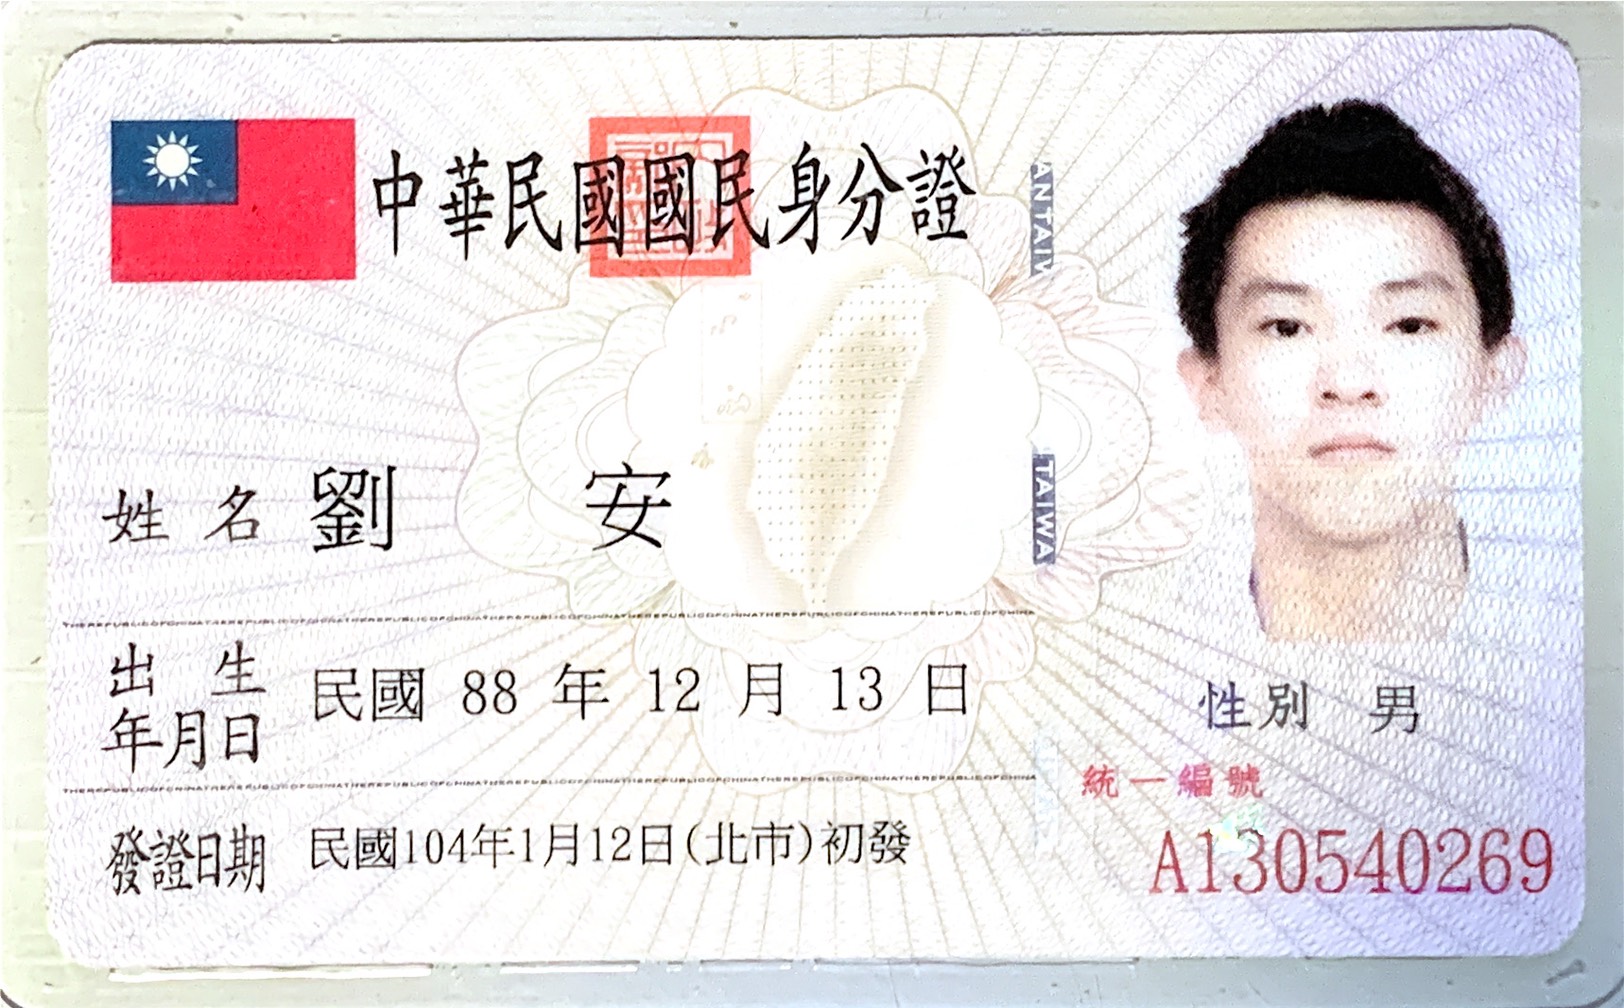 中華民國國民身分證
TAIWAN TAIW
姓名 劉 安
TAIWA
THEREPUBLICOFCHINATHEREPUBLICOFCHINATHEREPUBLICOFCHINATHEREPUBLICOFCHINATHEREPUBLICOFCHINA
出生年月日 民國 88 年 12 月 13 日
性別 男
THEREPUBLICOFCHINATHEREPUBLICOFCHINATHEREPUBLICOFCHINATHEREPUBLICOFCHINATHEREPUBLICOFCHINA
統一編號
發證日期 民國104年1月12日(北市)初發
A130540269